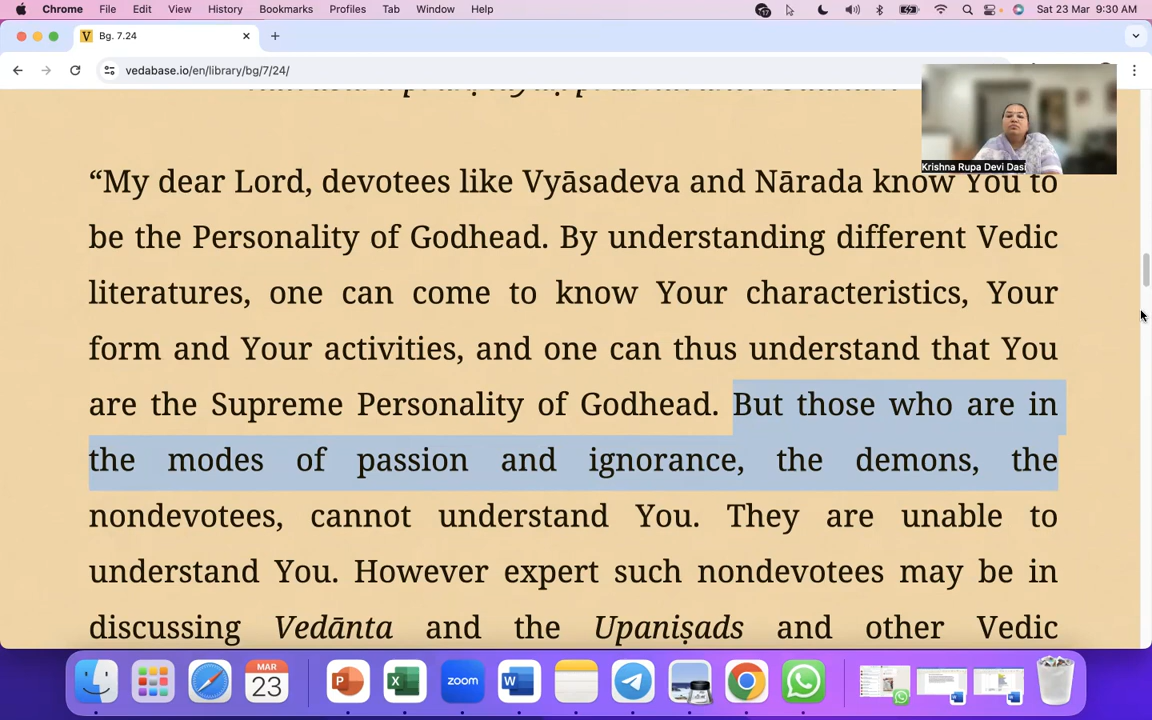 Chrome File Edit View History Bookmarks Profiles Tab Window Help Sat 23 Mar 9:30 AM
Bg. 7.24
vedabase.io/en/library/bg/7/24/
Krishna Rupa Devi Dasi
“My dear Lord, devotees like Vyāsadeva and Nārada know You to
be the Personality of Godhead. By understanding different Vedic
literatures, one can come to know Your characteristics, Your
form and Your activities, and one can thus understand that You
are the Supreme Personality of Godhead. But those who are in
the modes of passion and ignorance, the demons, the
nondevotees, cannot understand You. They are unable to
understand You. However expert such nondevotees may be in
discussing Vedānta and the Upaniṣads and other Vedic
MAR
23
zoom